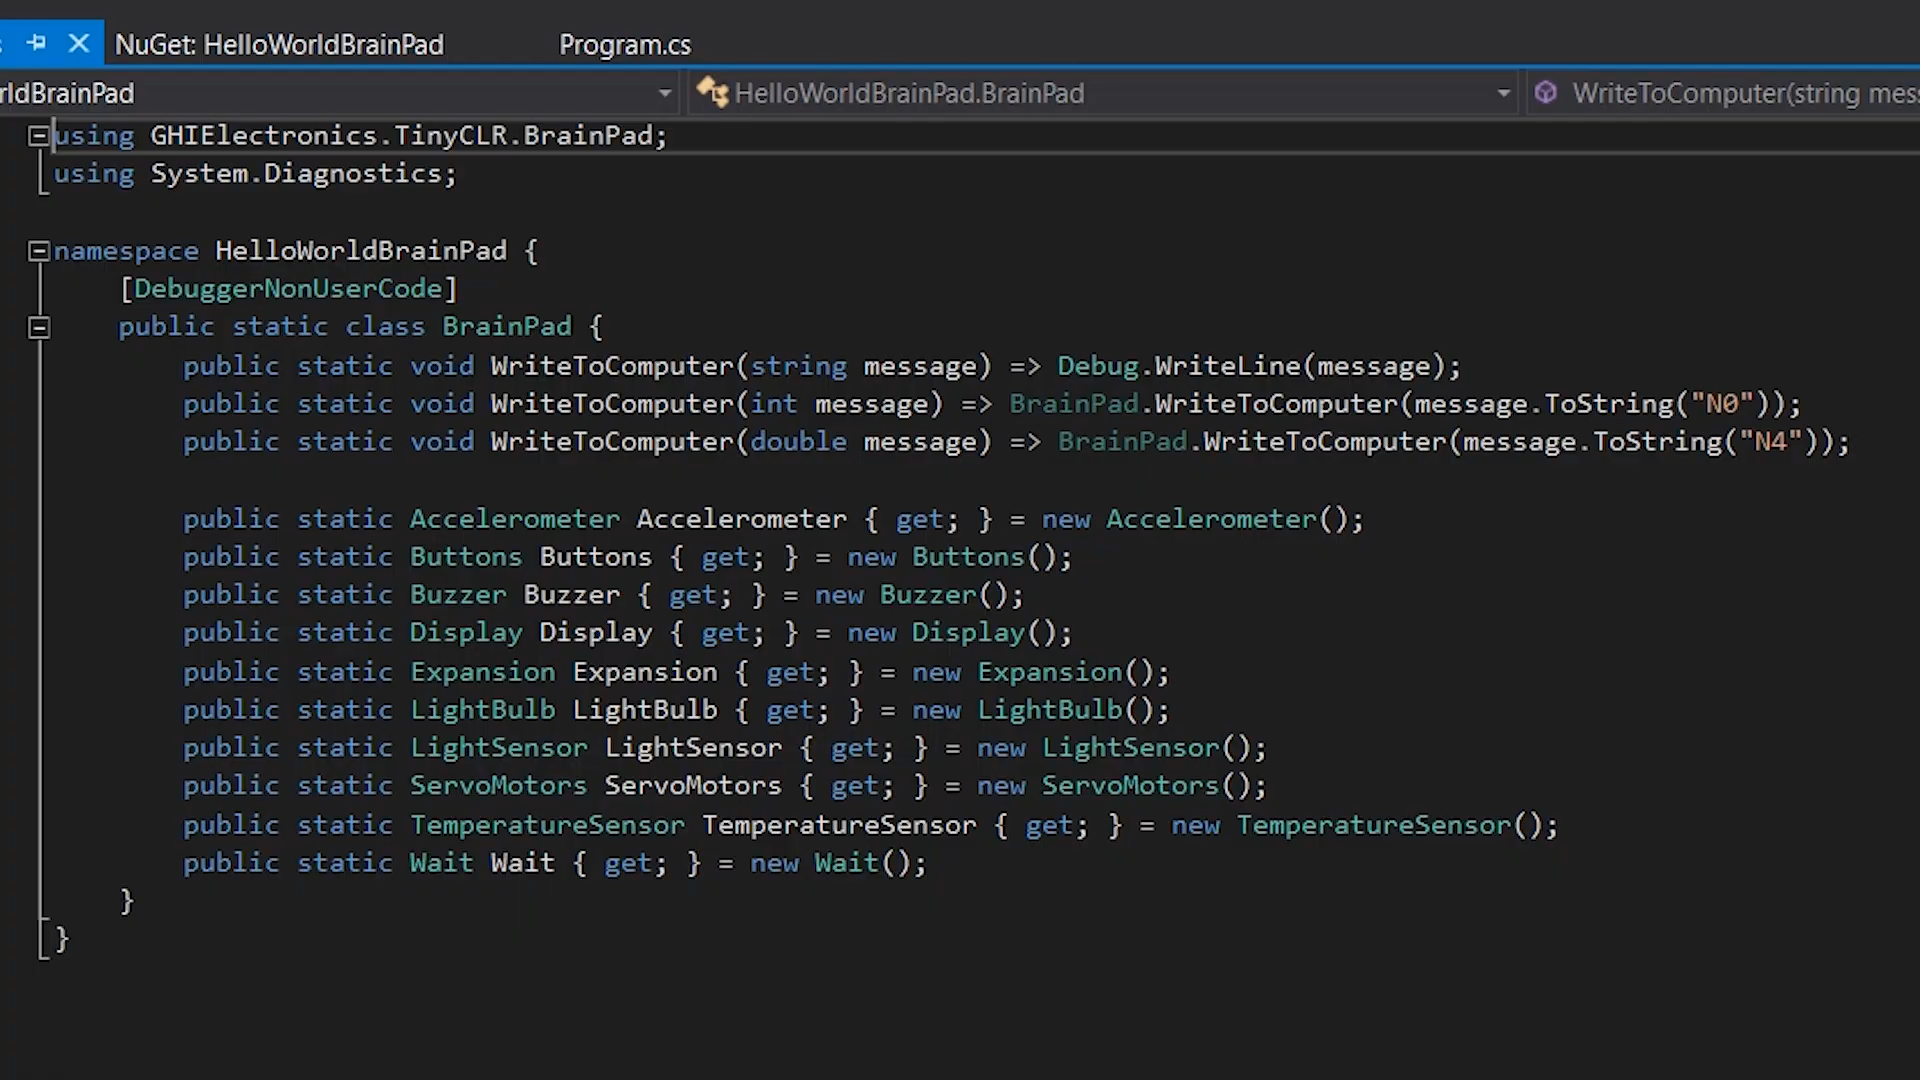 NuGet: HelloWorldBrainPad Program.cs
rldBrainPad HelloWorldBrainPad.BrainPad WriteToComputer(string mess
using GHIElectronics.TinyCLR.BrainPad;
using System.Diagnostics;
namespace HelloWorldBrainPad {
[DebuggerNonUserCode]
public static class BrainPad {
public static void WriteToComputer(string message) => Debug.WriteLine(message);
public static void WriteToComputer(int message) => BrainPad.WriteToComputer(message.ToString("N0"));
public static void WriteToComputer(double message) => BrainPad.WriteToComputer(message.ToString("N4"));
public static Accelerometer Accelerometer { get; } = new Accelerometer();
public static Buttons Buttons { get; } = new Buttons();
public static Buzzer Buzzer { get; } = new Buzzer();
public static Display Display { get; } = new Display();
public static Expansion Expansion { get; } = new Expansion();
public static LightBulb LightBulb { get; } = new LightBulb();
public static LightSensor LightSensor { get; } = new LightSensor();
public static ServoMotors ServoMotors { get; } = new ServoMotors();
public static TemperatureSensor TemperatureSensor { get; } = new TemperatureSensor();
public static Wait Wait { get; } = new Wait();
}
}